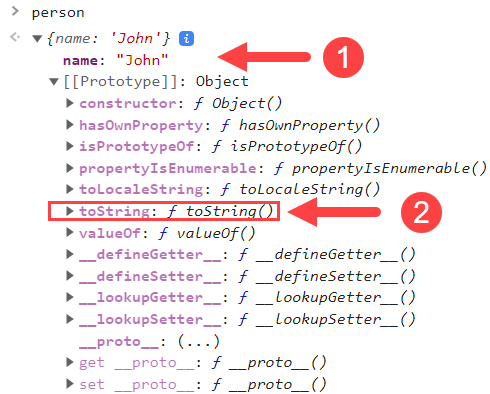 person
{name: 'John'} i
name: "John" 1
[[Prototype]]: Object
constructor: ƒ Object()
hasOwnProperty: ƒ hasOwnProperty()
isPrototypeOf: ƒ isPrototypeOf()
propertyIsEnumerable: ƒ propertyIsEnumerable()
toLocaleString: ƒ toLocaleString()
toString: ƒ toString() 2
valueOf: ƒ valueOf()
__defineGetter__: ƒ __defineGetter__()
__defineSetter__: ƒ __defineSetter__()
__lookupGetter__: ƒ __lookupGetter__()
__lookupSetter__: ƒ __lookupSetter__()
__proto__: (...)
get __proto__: ƒ __proto__()
set __proto__: ƒ __proto__()